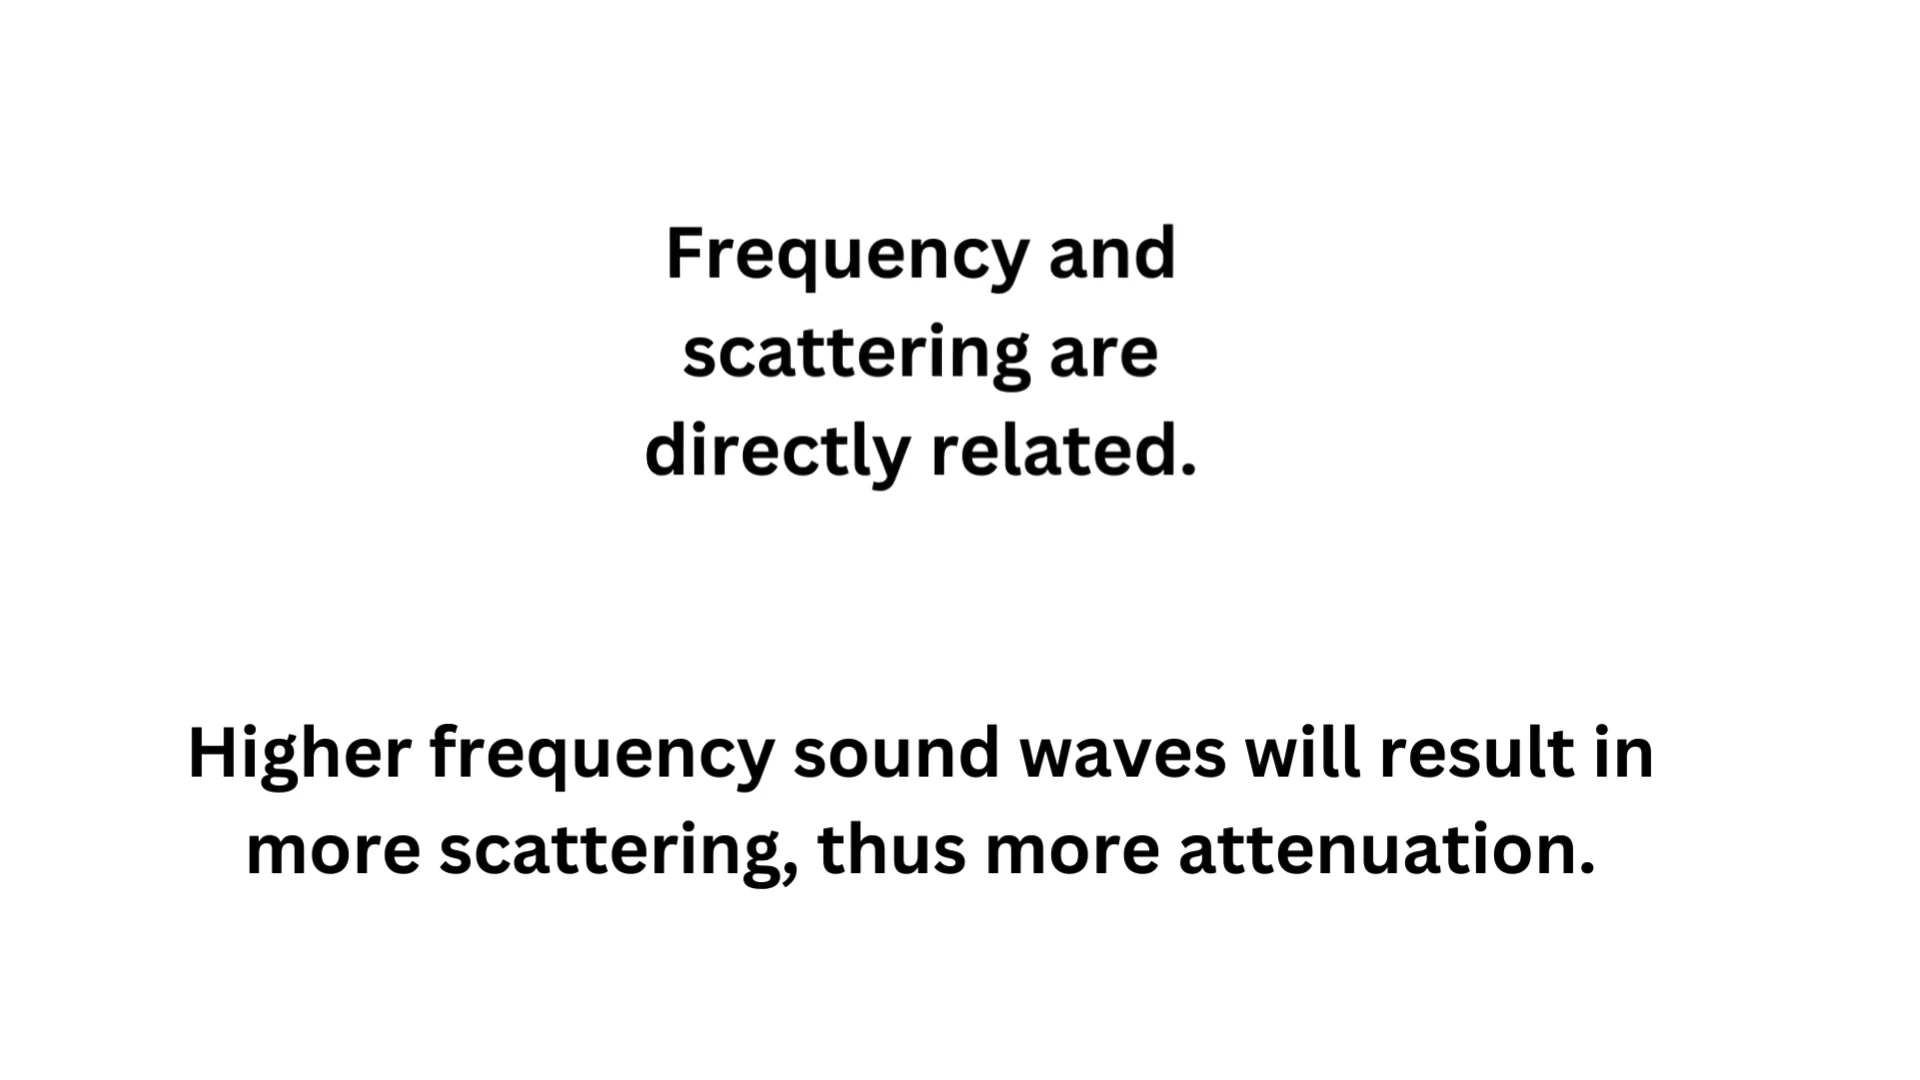 Frequency and
scattering are
directly related.
Higher frequency sound waves will result in
more scattering, thus more attenuation.